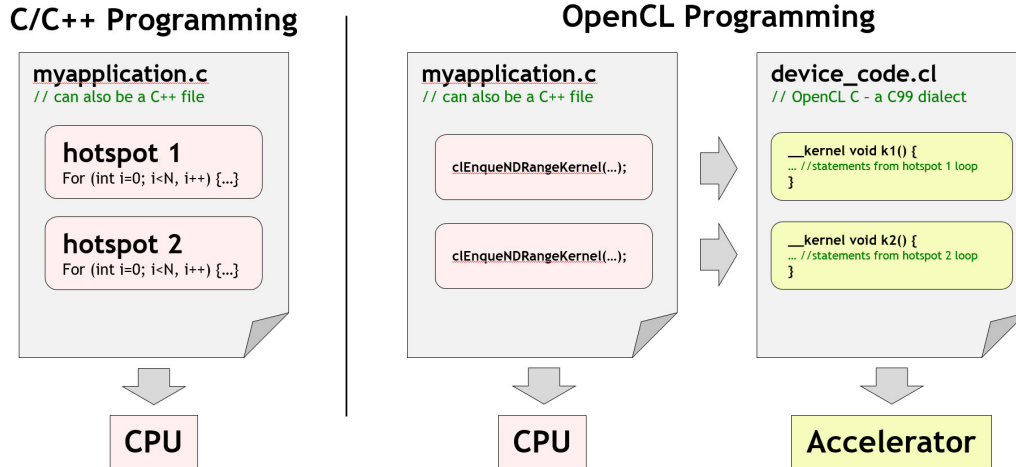 C/C++ Programming
myapplication.c
// can also be a C++ file
hotspot 1
For (int i=0; i<N, i++) {…}
hotspot 2
For (int i=0; i<N, i++) {…}
CPU
OpenCL Programming
myapplication.c
// can also be a C++ file
clEnqueNDRangeKernel(…);
clEnqueNDRangeKernel(…);
CPU
device_code.cl
// OpenCL C – a C99 dialect
__kernel void k1() {
… //statements from hotspot 1 loop
}
__kernel void k2() {
… //statements from hotspot 2 loop
}
Accelerator